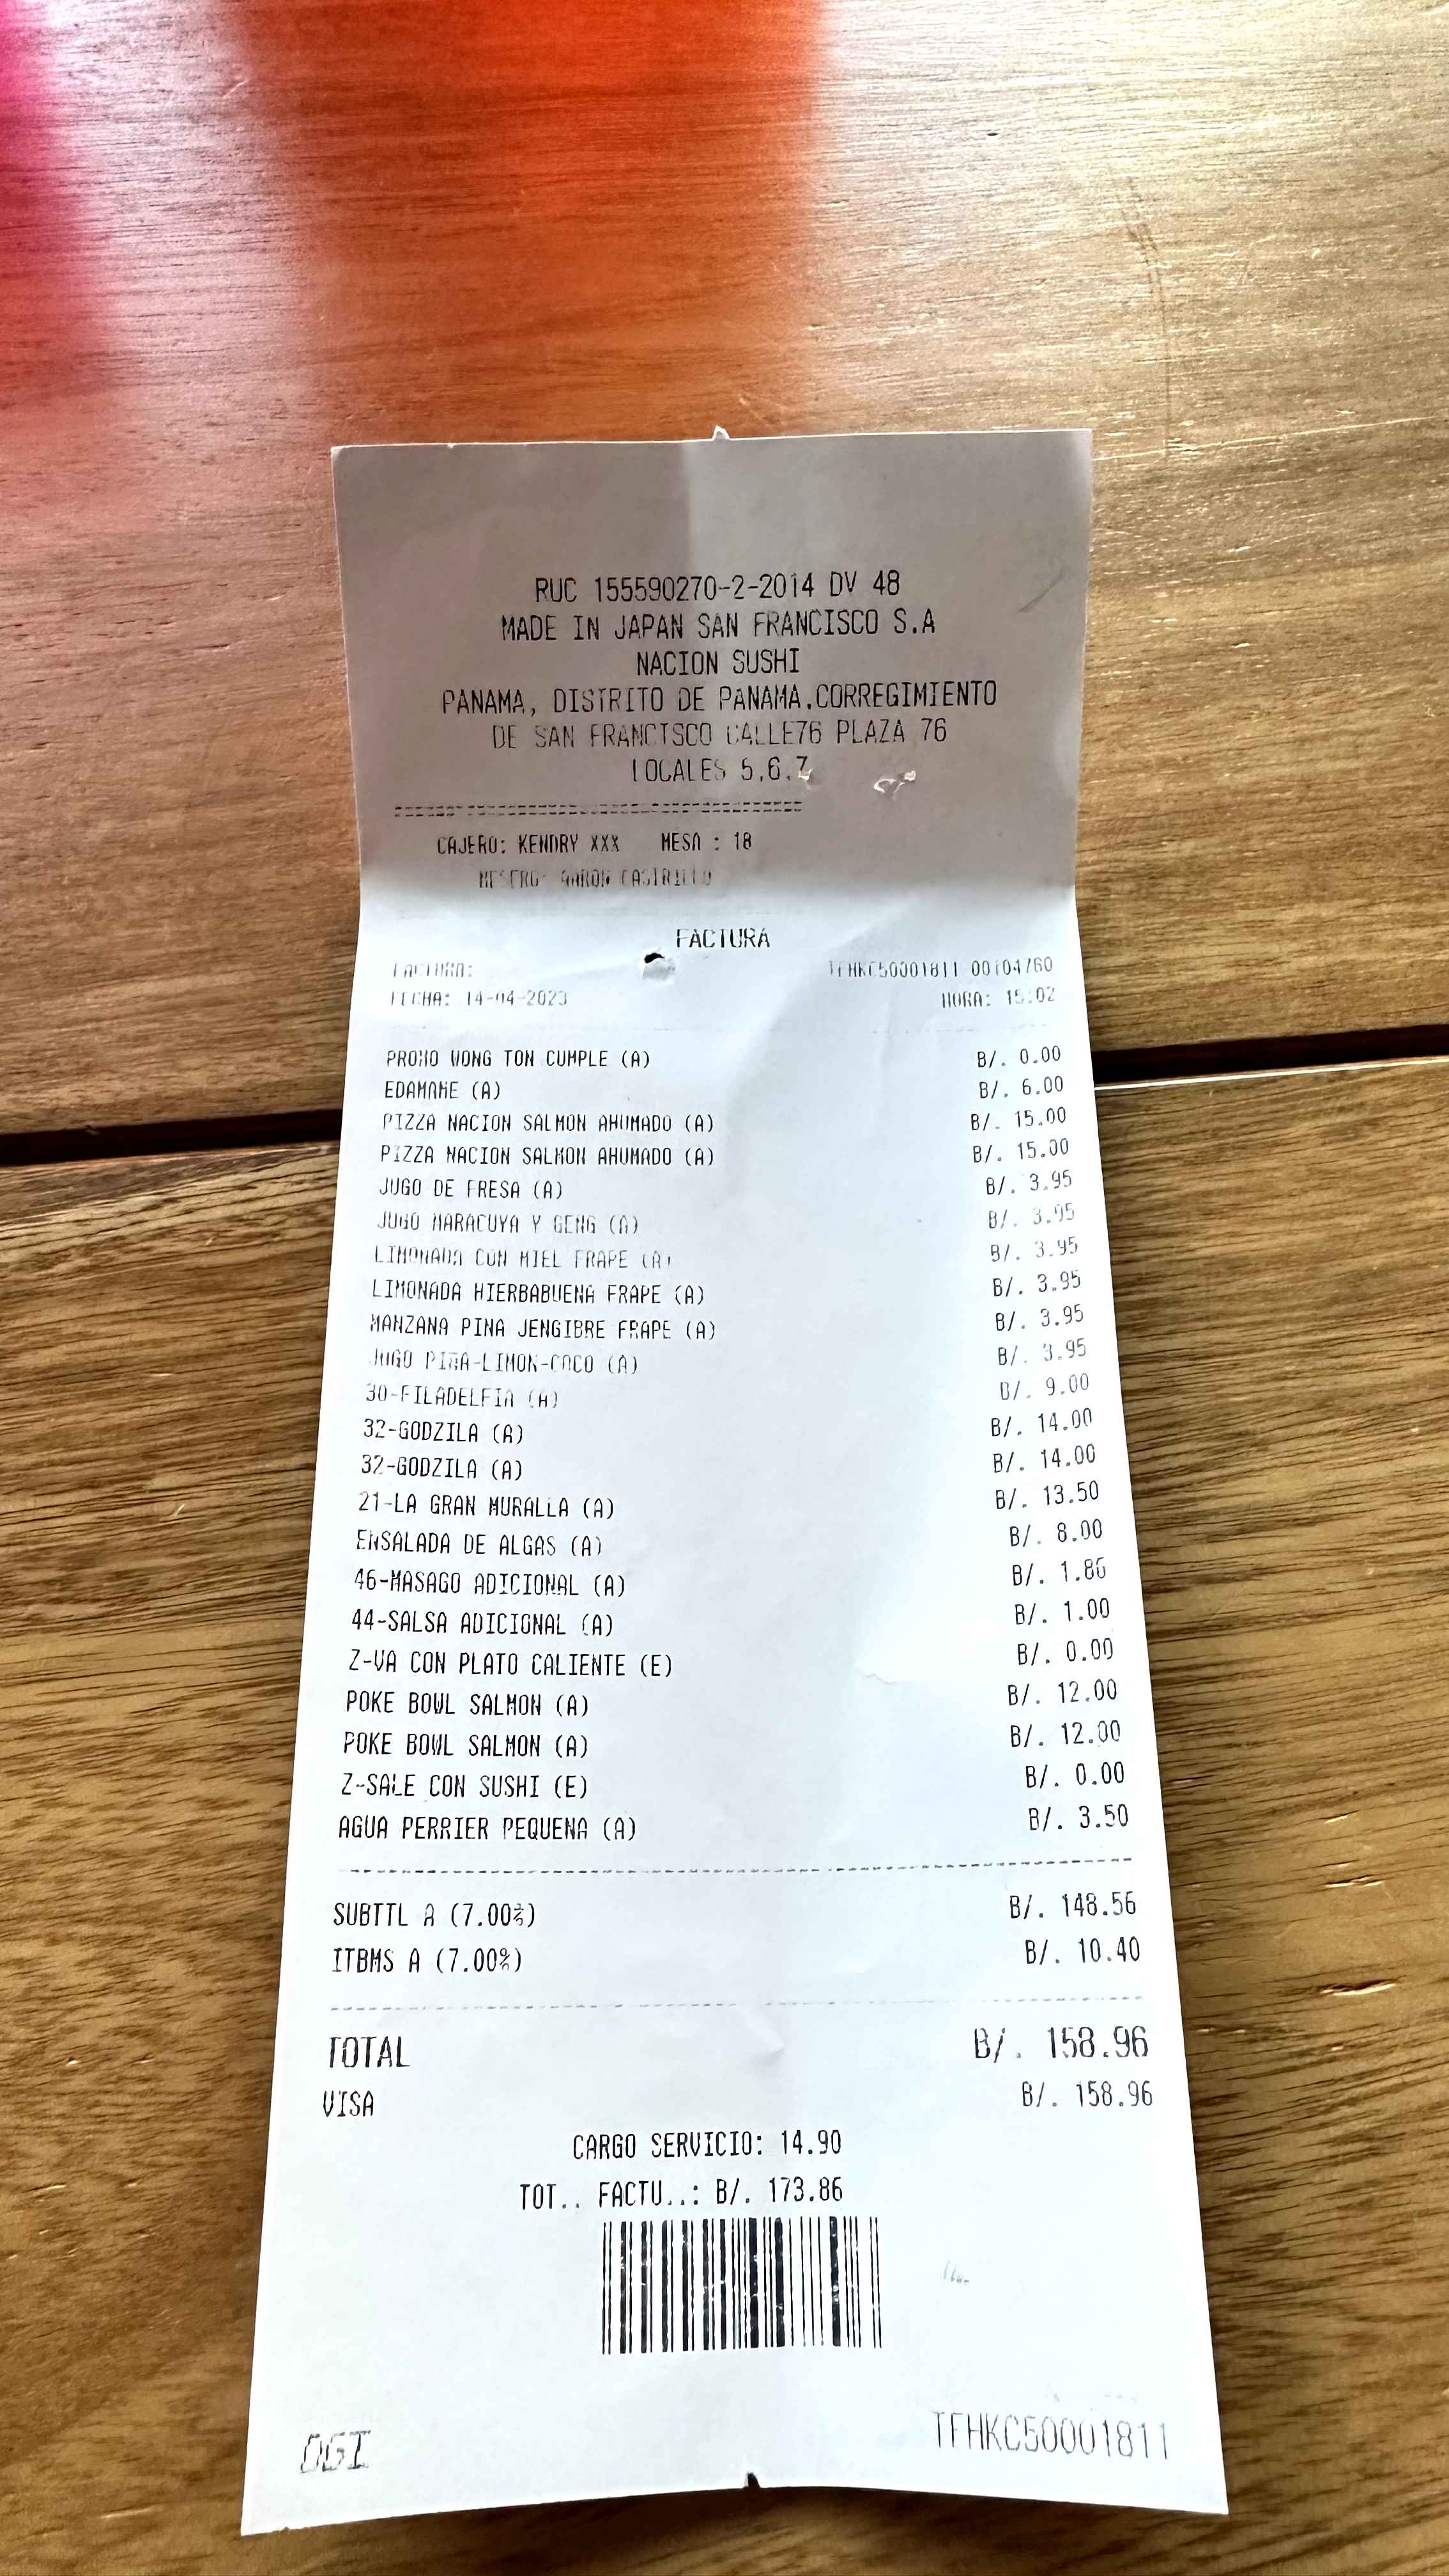 RUC 155590270-2-2014 DV 48
MADE IN JAPAN SAN FRANCISCO S.A
NACION SUSHI
PANAMA, DISTRITO DE PANAMA.CORREGIMIENTO
DE SAN FRANCISCO CALLE76 PLAZA 76
LOCALES 5,6,7
CAJERO: KENDRY XXX MESA : 18
MESERO: AARON CASTRILLO
FACTURA
FACTURA: TFHKC50001811 00104760
FECHA: 14-04-2023 HORA: 15:02
PROMO WONG TON CUMPLE (A) B/. 0.00
EDAMAME (A) B/. 6.00
PIZZA NACION SALMON AHUMADO (A) B/. 15.00
PIZZA NACION SALMON AHUMADO (A) B/. 15.00
JUGO DE FRESA (A) B/. 3.95
JUGO MARACUYA Y GENG (A) B/. 3.95
LIMONADA CON MIEL FRAPE (A) B/. 3.95
LIMONADA HIERBABUENA FRAPE (A) B/. 3.95
MANZANA PINA JENGIBRE FRAPE (A) B/. 3.95
JUGO PIÑA-LIMON-COCO (A) B/. 3.95
30-FILADELFIA (A) B/. 9.00
32-GODZILA (A) B/. 14.00
32-GODZILA (A) B/. 14.00
21-LA GRAN MURALLA (A) B/. 13.50
ENSALADA DE ALGAS (A) B/. 8.00
46-MASAGO ADICIONAL (A) B/. 1.86
44-SALSA ADICIONAL (A) B/. 1.00
Z-VA CON PLATO CALIENTE (E) B/. 0.00
POKE BOWL SALMON (A) B/. 12.00
POKE BOWL SALMON (A) B/. 12.00
Z-SALE CON SUSHI (E) B/. 0.00
AGUA PERRIER PEQUENA (A) B/. 3.50
SUBTTL A (7.00%) B/. 148.56
ITBMS A (7.00%) B/. 10.40
TOTAL B/. 158.96
VISA B/. 158.96
CARGO SERVICIO: 14.90
TOT.. FACTU..: B/. 173.86
DGI TFHKC50001811